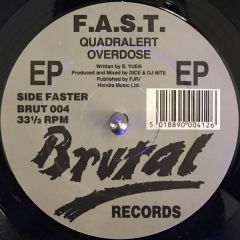 F.A.S.T.
QUADRALERT
OVERDOSE
Written by S. YUEN
Produced and Mixed by DICE & DJ NITE
Published by FJR/
Handle Music Ltd.
EP
EP
SIDE FASTER
BRUT 004
33⅓ RPM
5 018890 004126
Brutal
RECORDS